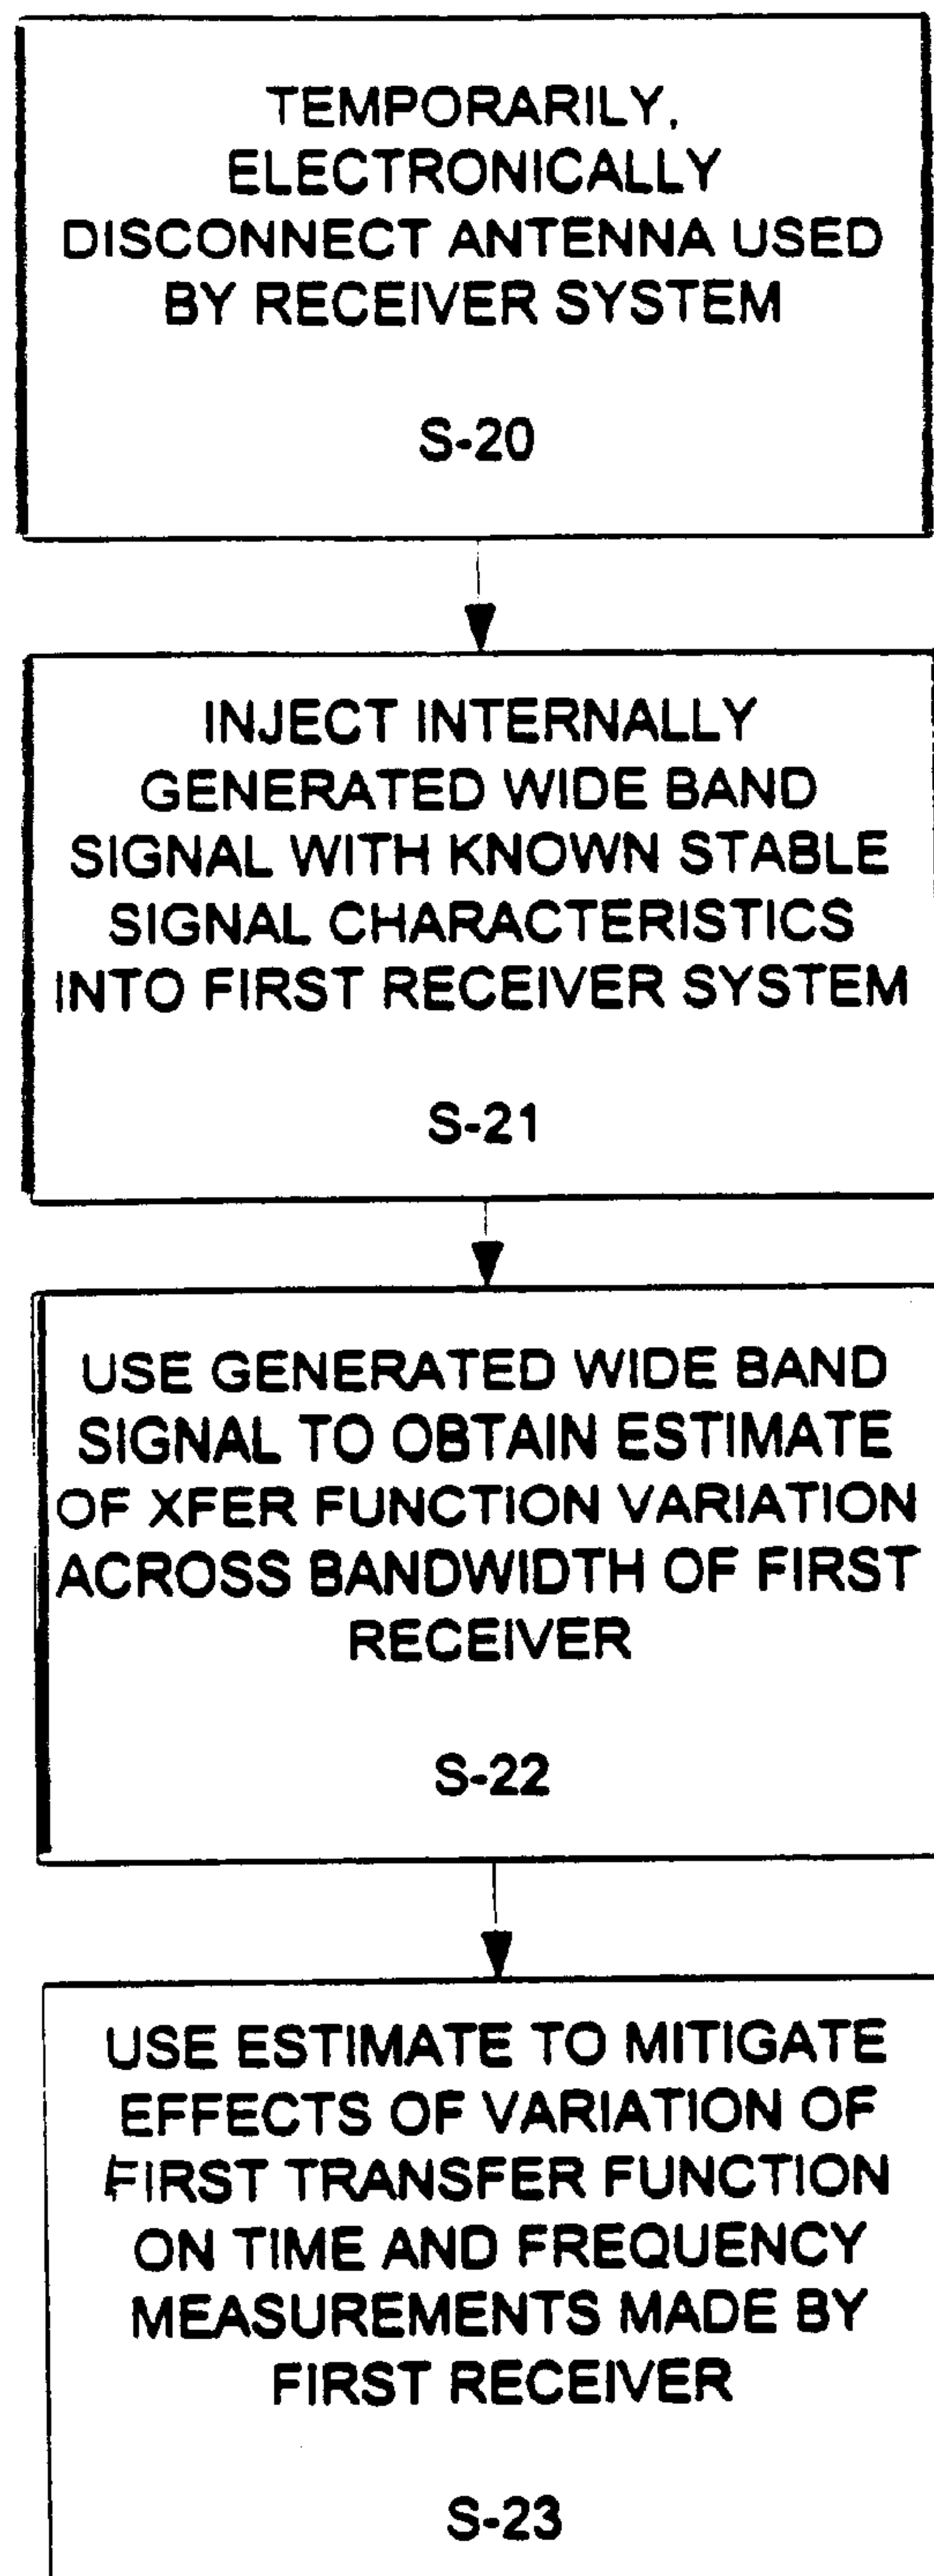 TEMPORARILY,
ELECTRONICALLY
DISCONNECT ANTENNA USED
BY RECEIVER SYSTEM
S-20
INJECT INTERNALLY
GENERATED WIDE BAND
SIGNAL WITH KNOWN STABLE
SIGNAL CHARACTERISTICS
INTO FIRST RECEIVER SYSTEM
S-21
USE GENERATED WIDE BAND
SIGNAL TO OBTAIN ESTIMATE
OF XFER FUNCTION VARIATION
ACROSS BANDWIDTH OF FIRST
RECEIVER
S-22
USE ESTIMATE TO MITIGATE
EFFECTS OF VARIATION OF
FIRST TRANSFER FUNCTION
ON TIME AND FREQUENCY
MEASUREMENTS MADE BY
FIRST RECEIVER
S-23